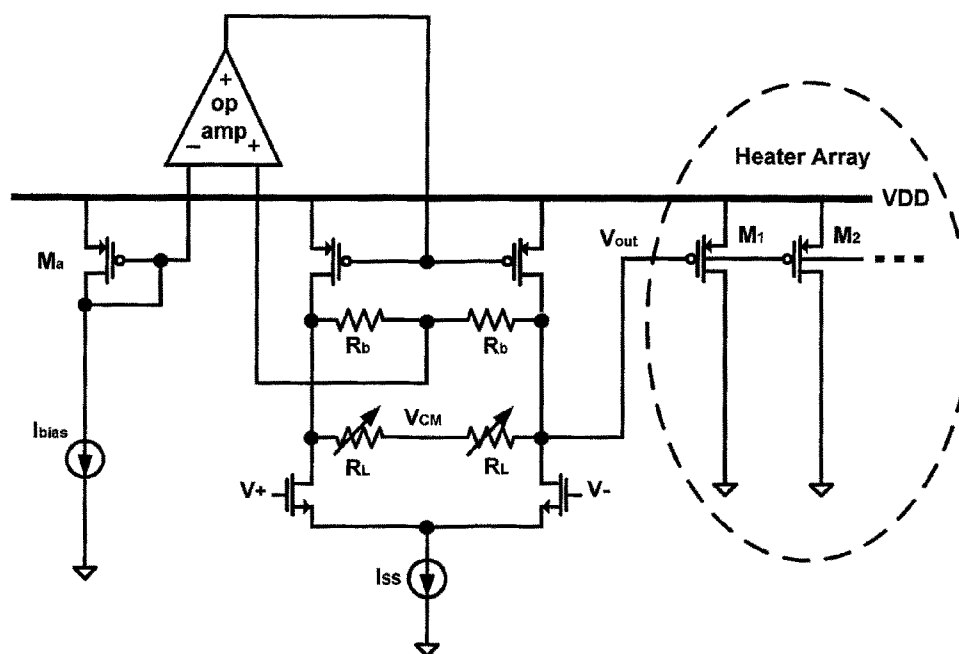 +
op
amp
− +
Heater Array
VDD
Ma
Vout
M1
M2
Rb
Rb
VCM
Ibias
RL
RL
V+
V-
ISS